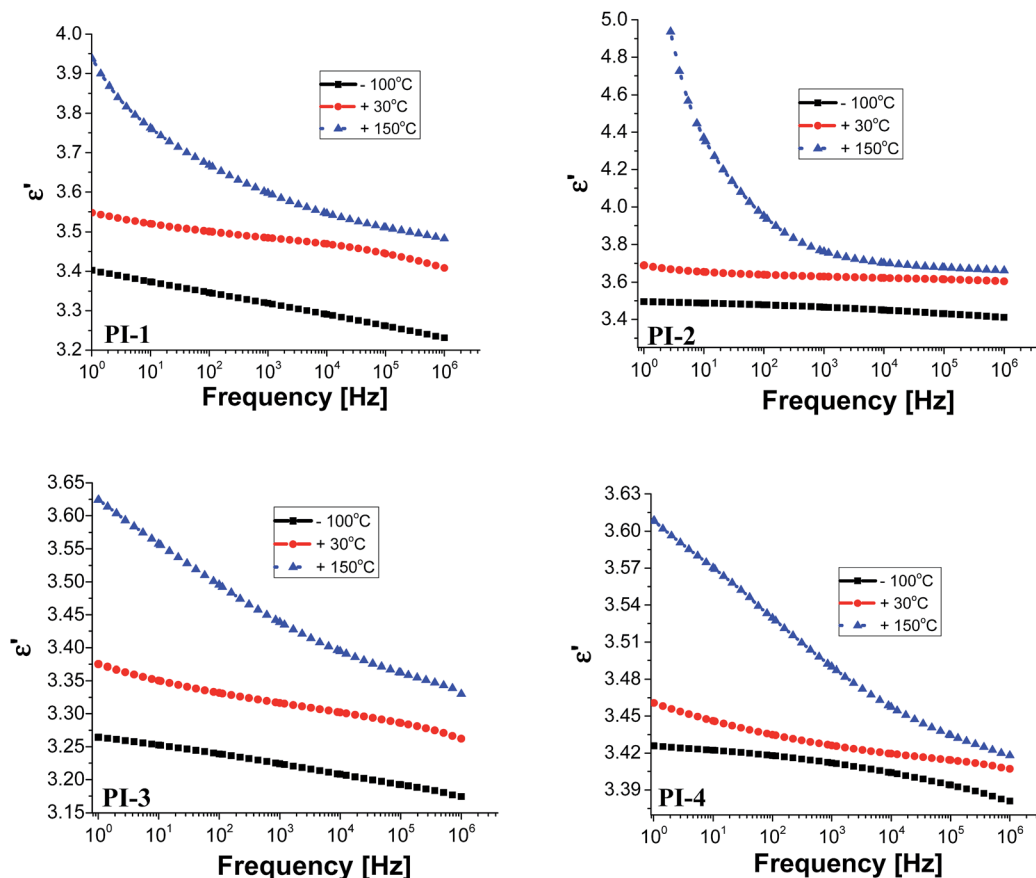 4.0
3.9
3.8
3.7
3.6
3.5
3.4
3.3
3.2
ε'
- 100°C
+ 30°C
+ 150°C
PI-1
10⁰ 10¹ 10² 10³ 10⁴ 10⁵ 10⁶
Frequency [Hz]
5.0
4.8
4.6
4.4
4.2
4.0
3.8
3.6
3.4
ε'
- 100°C
+ 30°C
+ 150°C
PI-2
10⁰ 10¹ 10² 10³ 10⁴ 10⁵ 10⁶
Frequency [Hz]
3.65
3.60
3.55
3.50
3.45
3.40
3.35
3.30
3.25
3.20
3.15
ε'
- 100°C
+ 30°C
+ 150°C
PI-3
10⁰ 10¹ 10² 10³ 10⁴ 10⁵ 10⁶
Frequency [Hz]
3.63
3.60
3.57
3.54
3.51
3.48
3.45
3.42
3.39
ε'
- 100°C
+ 30°C
+ 150°C
PI-4
10⁰ 10¹ 10² 10³ 10⁴ 10⁵ 10⁶
Frequency [Hz]